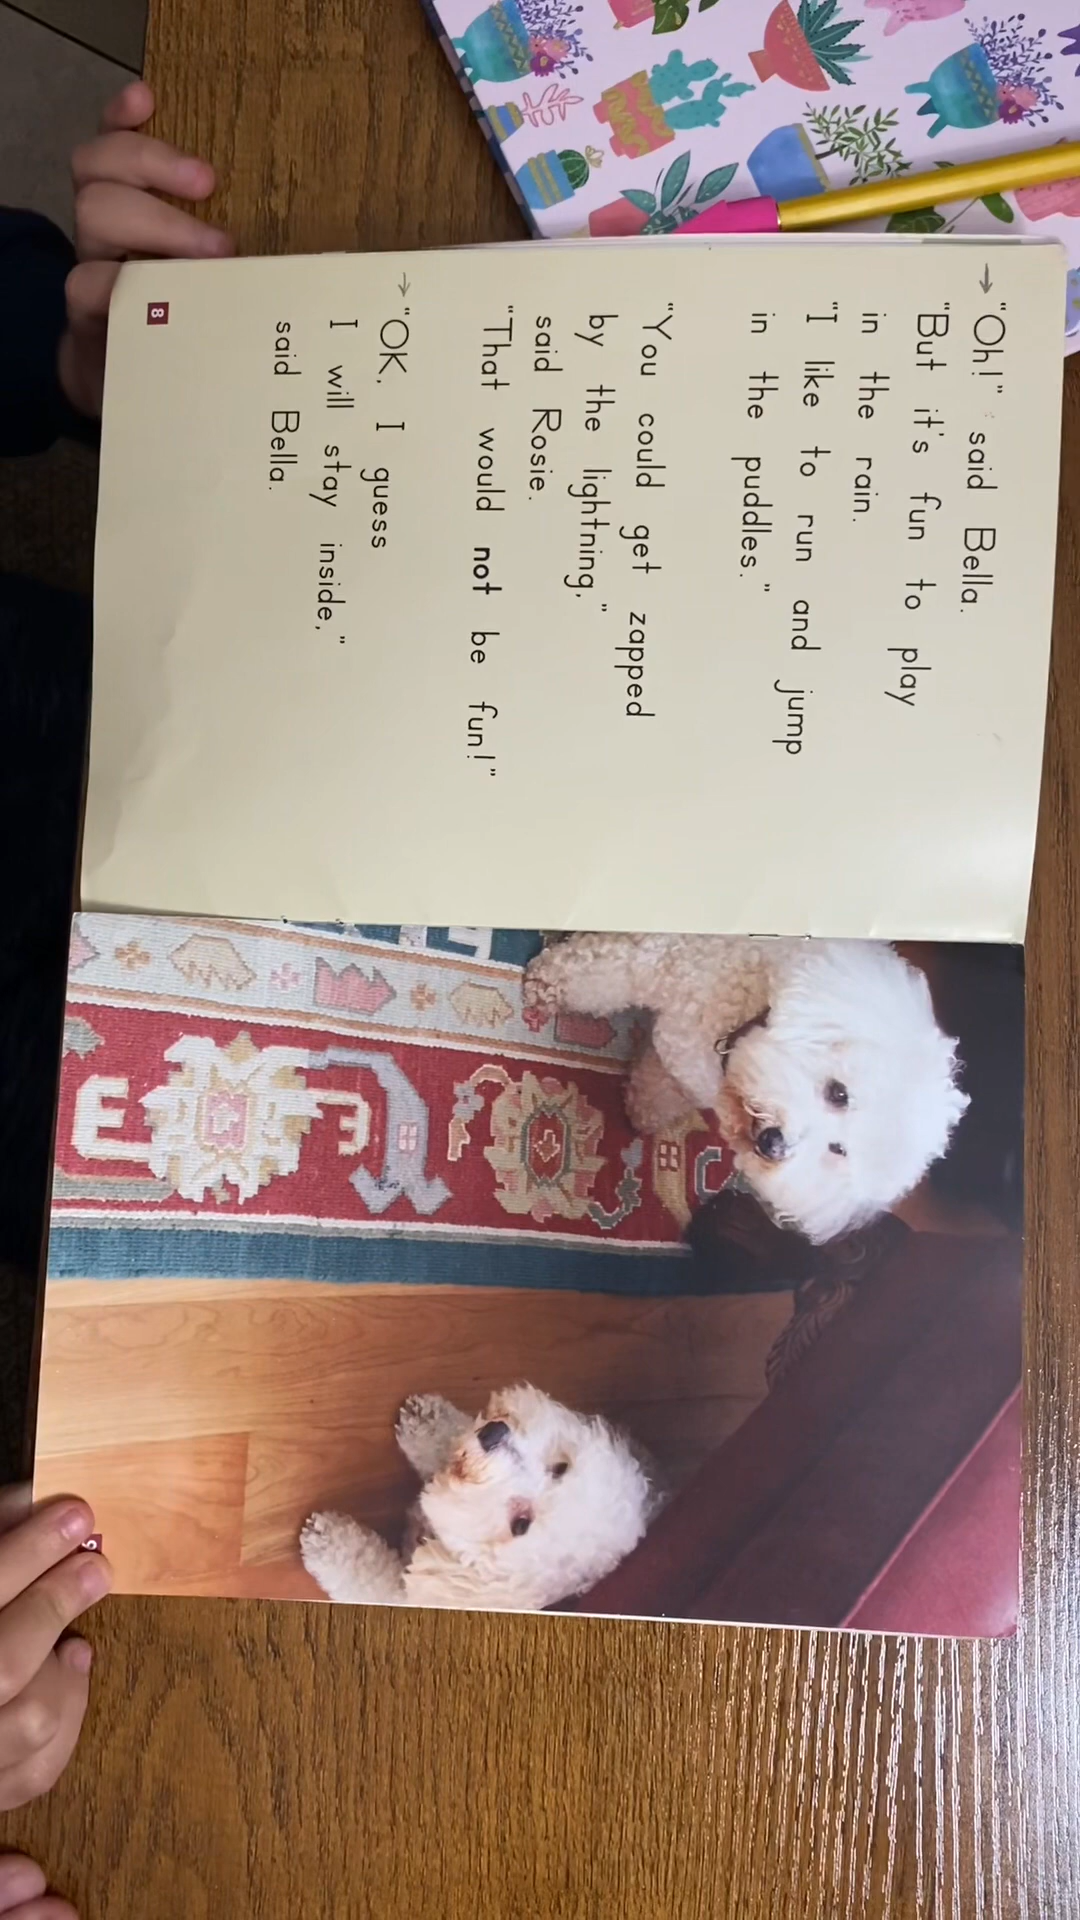 → "Oh!" said Bella.
"But it's fun to play
in the rain.
"I like to run and jump
in the puddles."
"You could get zapped
by the lightning,"
said Rosie.
"That would not be fun!"
→ "OK, I guess
I will stay inside,"
said Bella.
8
9